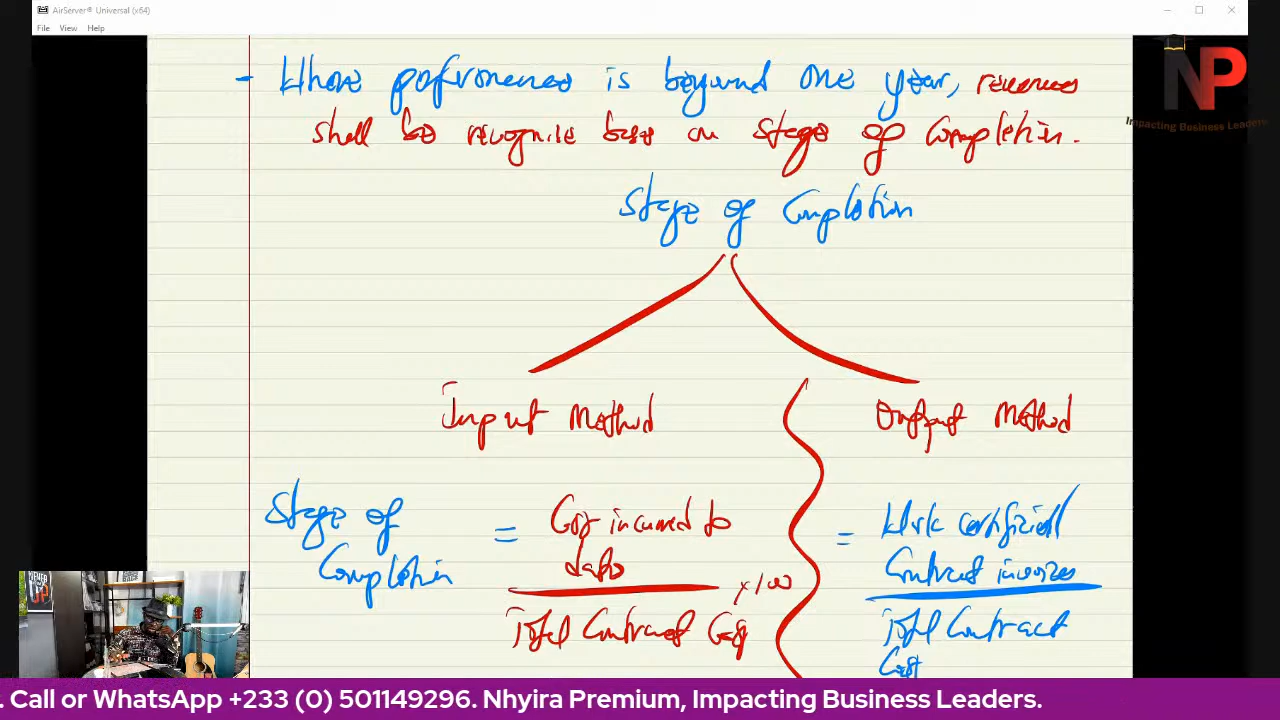 AirServer® Universal (x64)
File View Help
NP
Impacting Business Leaders.
- Where performance is beyond one year, revenues
shall be recognise base on stage of Completion.
Stage of Completion
Input Method
Output Method
Stage of Completion
= Cost incurred to date
Total Contract Cost
x100
= Work certified/
Contract invoices
Total Contract
Cost
. Call or WhatsApp +233 (0) 501149296. Nhyira Premium, Impacting Business Leaders.